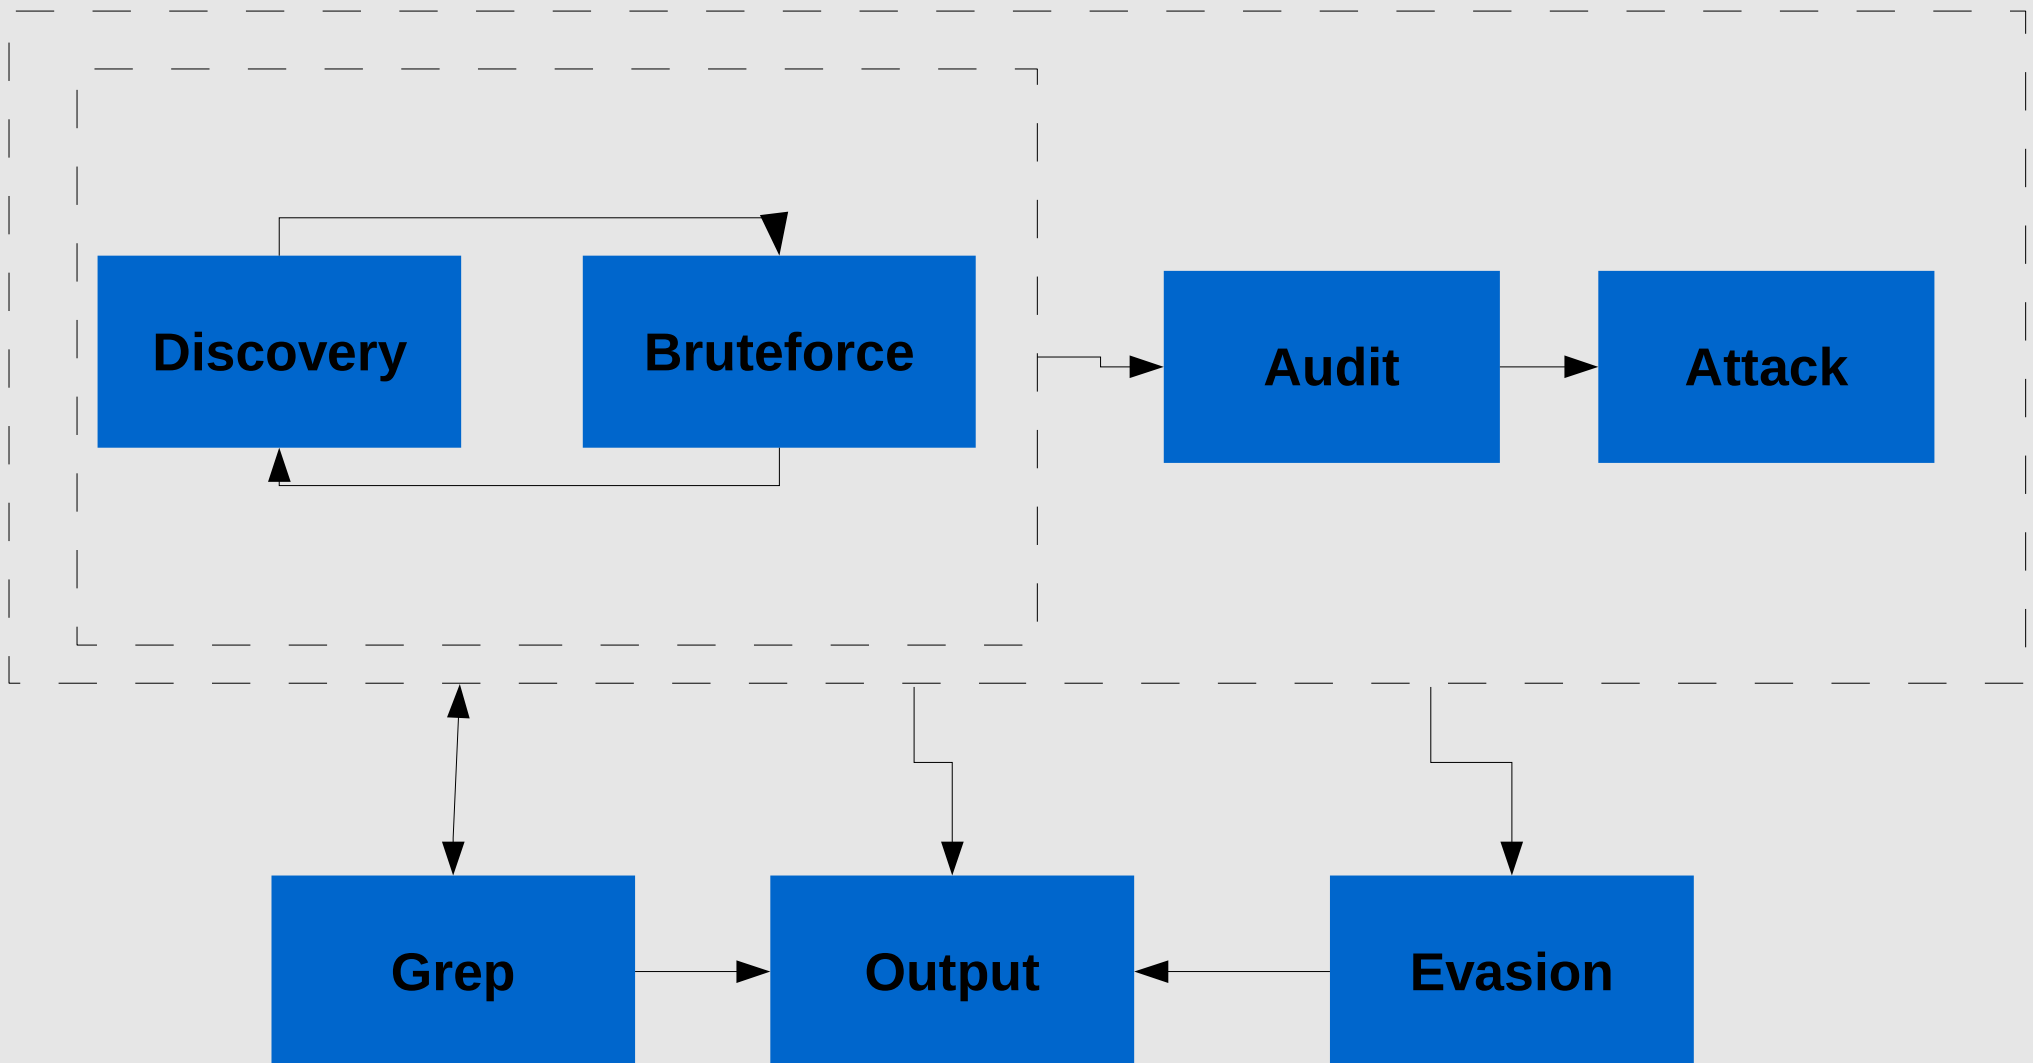 Discovery
Bruteforce
Audit
Attack
Grep
Output
Evasion